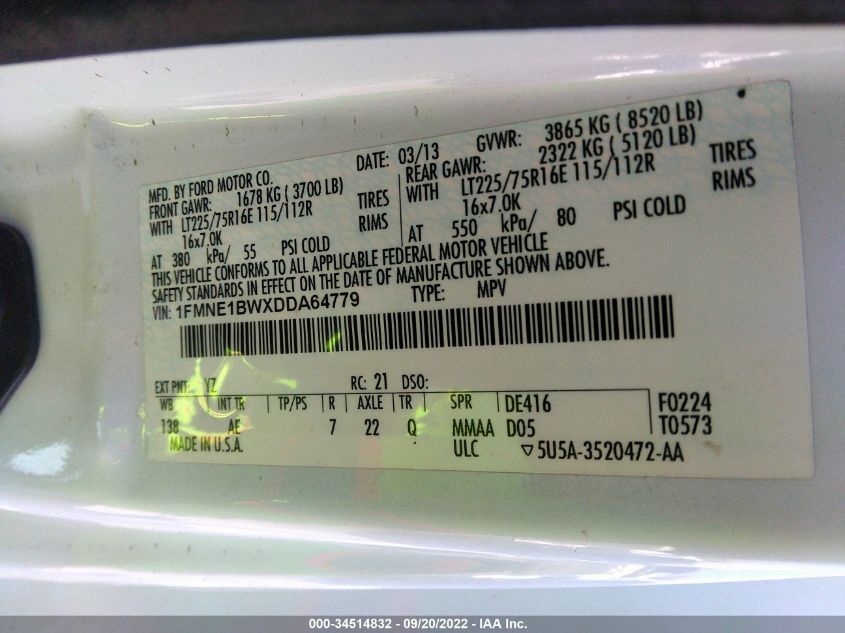 MFD. BY FORD MOTOR CO.
DATE: 03/13
GVWR: 3865 KG ( 8520 LB)
FRONT GAWR: 1678 KG ( 3700 LB)
REAR GAWR: 2322 KG ( 5120 LB)
WITH LT225/75R16E 115/112R TIRES
WITH LT225/75R16E 115/112R TIRES
16x7.0K RIMS
16x7.0K RIMS
AT 380 kPa/ 55 PSI COLD
AT 550 kPa/ 80 PSI COLD
THIS VEHICLE CONFORMS TO ALL APPLICABLE FEDERAL MOTOR VEHICLE
SAFETY STANDARDS IN EFFECT ON THE DATE OF MANUFACTURE SHOWN ABOVE.
VIN: 1FMNE1BWXDDA64779 TYPE: MPV
EXT PNT: YZ RC: 21 DSO:
WB | INT TR | TP/PS | R | AXLE | TR | SPR DE416 F0224
138 AE 7 22 Q MMAA D05 T0573
MADE IN U.S.A. ULC ▽5U5A-3520472-AA
000-34514832 - 09/20/2022 - IAA Inc.